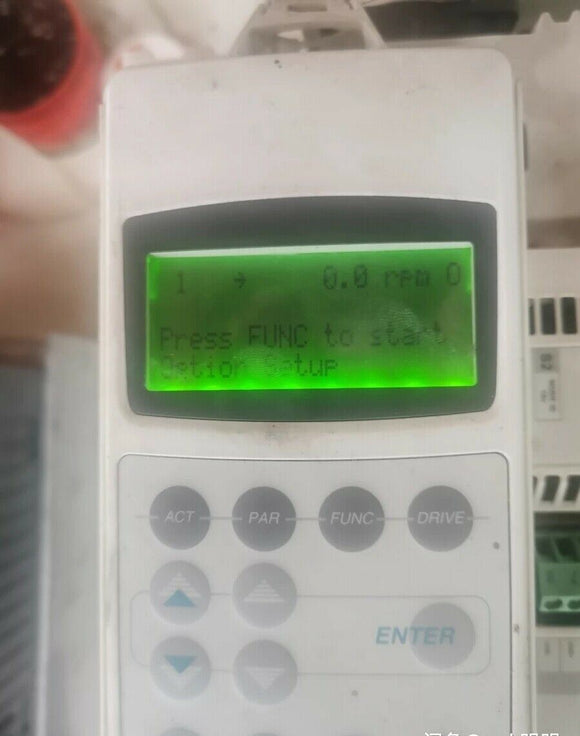 1 → 0.0 rpm 0
Press FUNC to start
Option Setup
ACT PAR FUNC DRIVE
ENTER